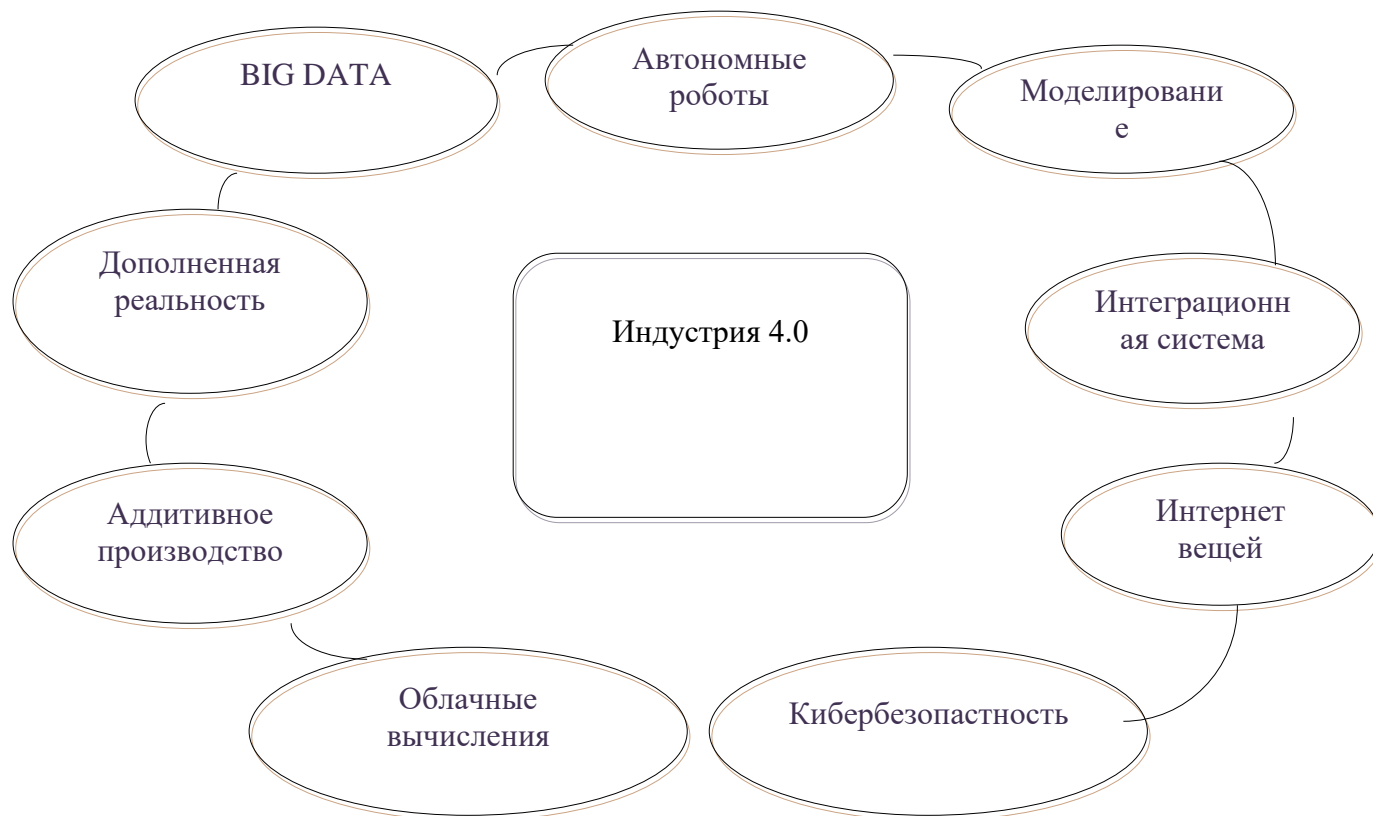 BIG DATA
Автономные
роботы
Моделировани
е
Дополненная
реальность
Индустрия 4.0
Интеграционн
ая система
Аддитивное
производство
Интернет
вещей
Облачные
вычисления
Кибербезопастность